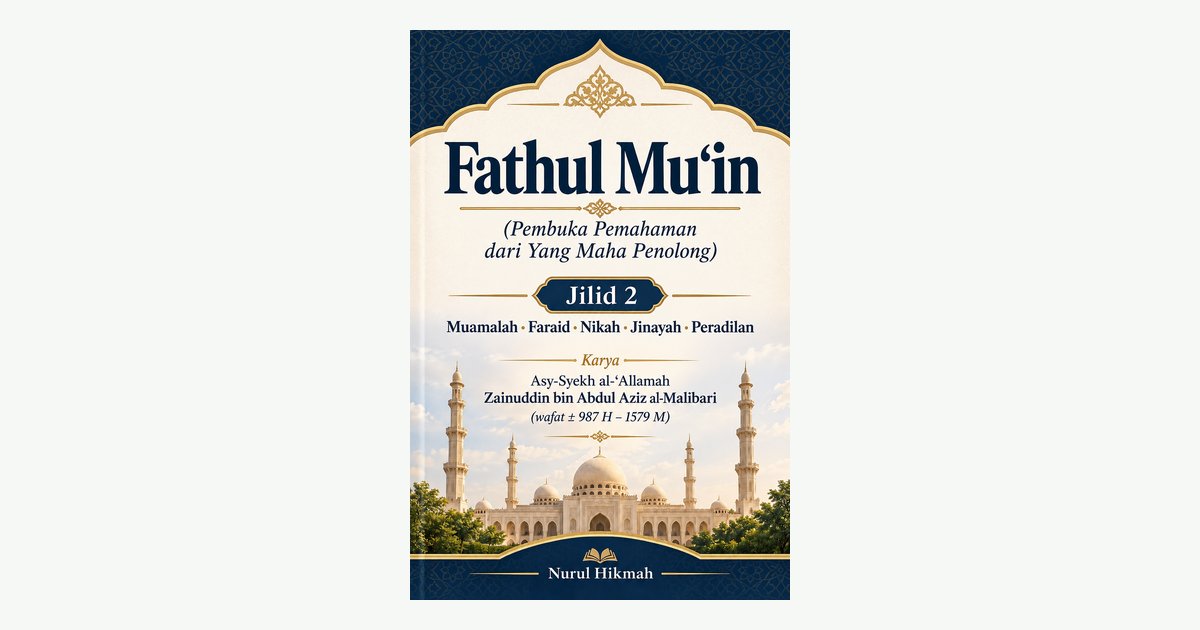 Fathul Mu‘in
(Pembuka Pemahaman
dari Yang Maha Penolong)
Jilid 2
Muamalah • Faraid • Nikah • Jinayah • Peradilan
Karya
Asy-Syekh al-‘Allamah
Zainuddin bin Abdul Aziz al-Malibari
(wafat ± 987 H – 1579 M)
Nurul Hikmah